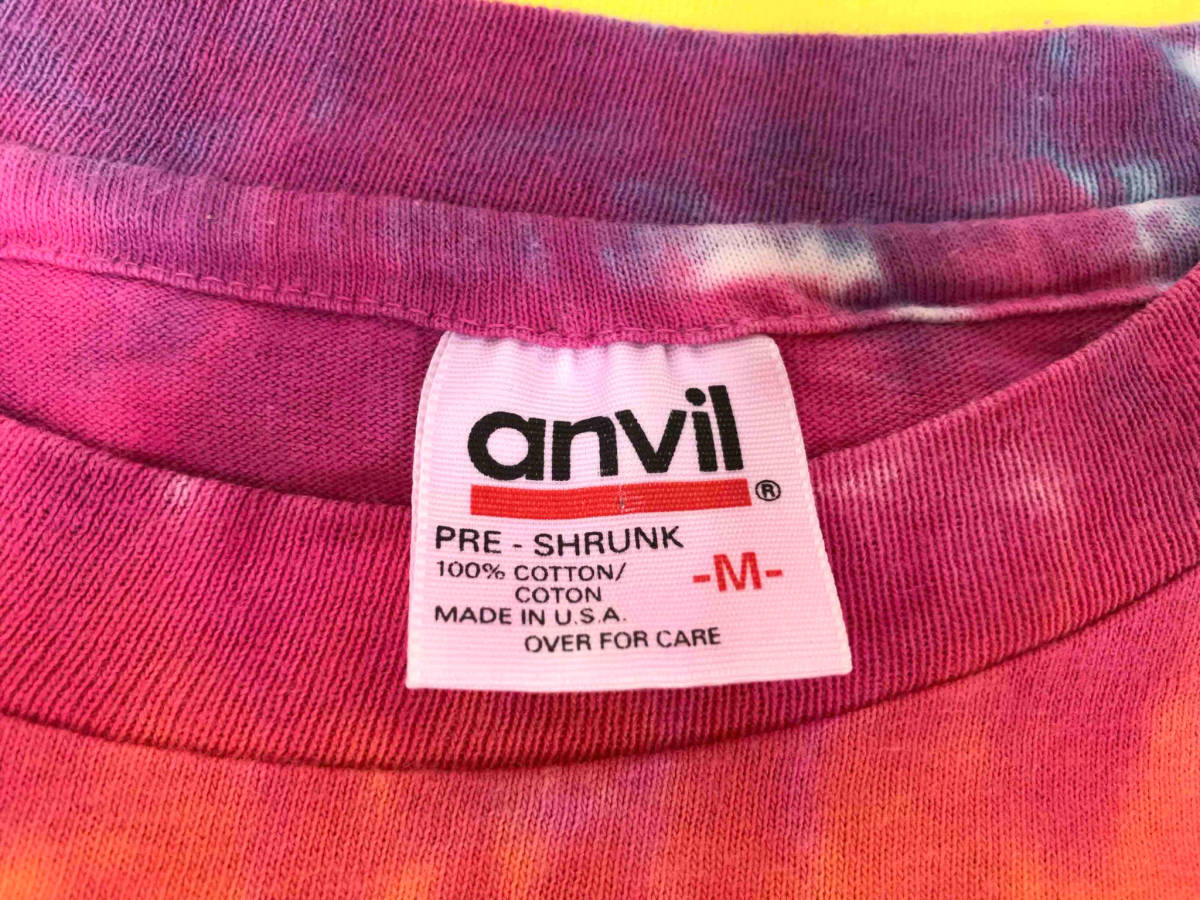 anvil
®
PRE - SHRUNK
100% COTTON/
COTON
-M-
MADE IN U.S.A.
OVER FOR CARE